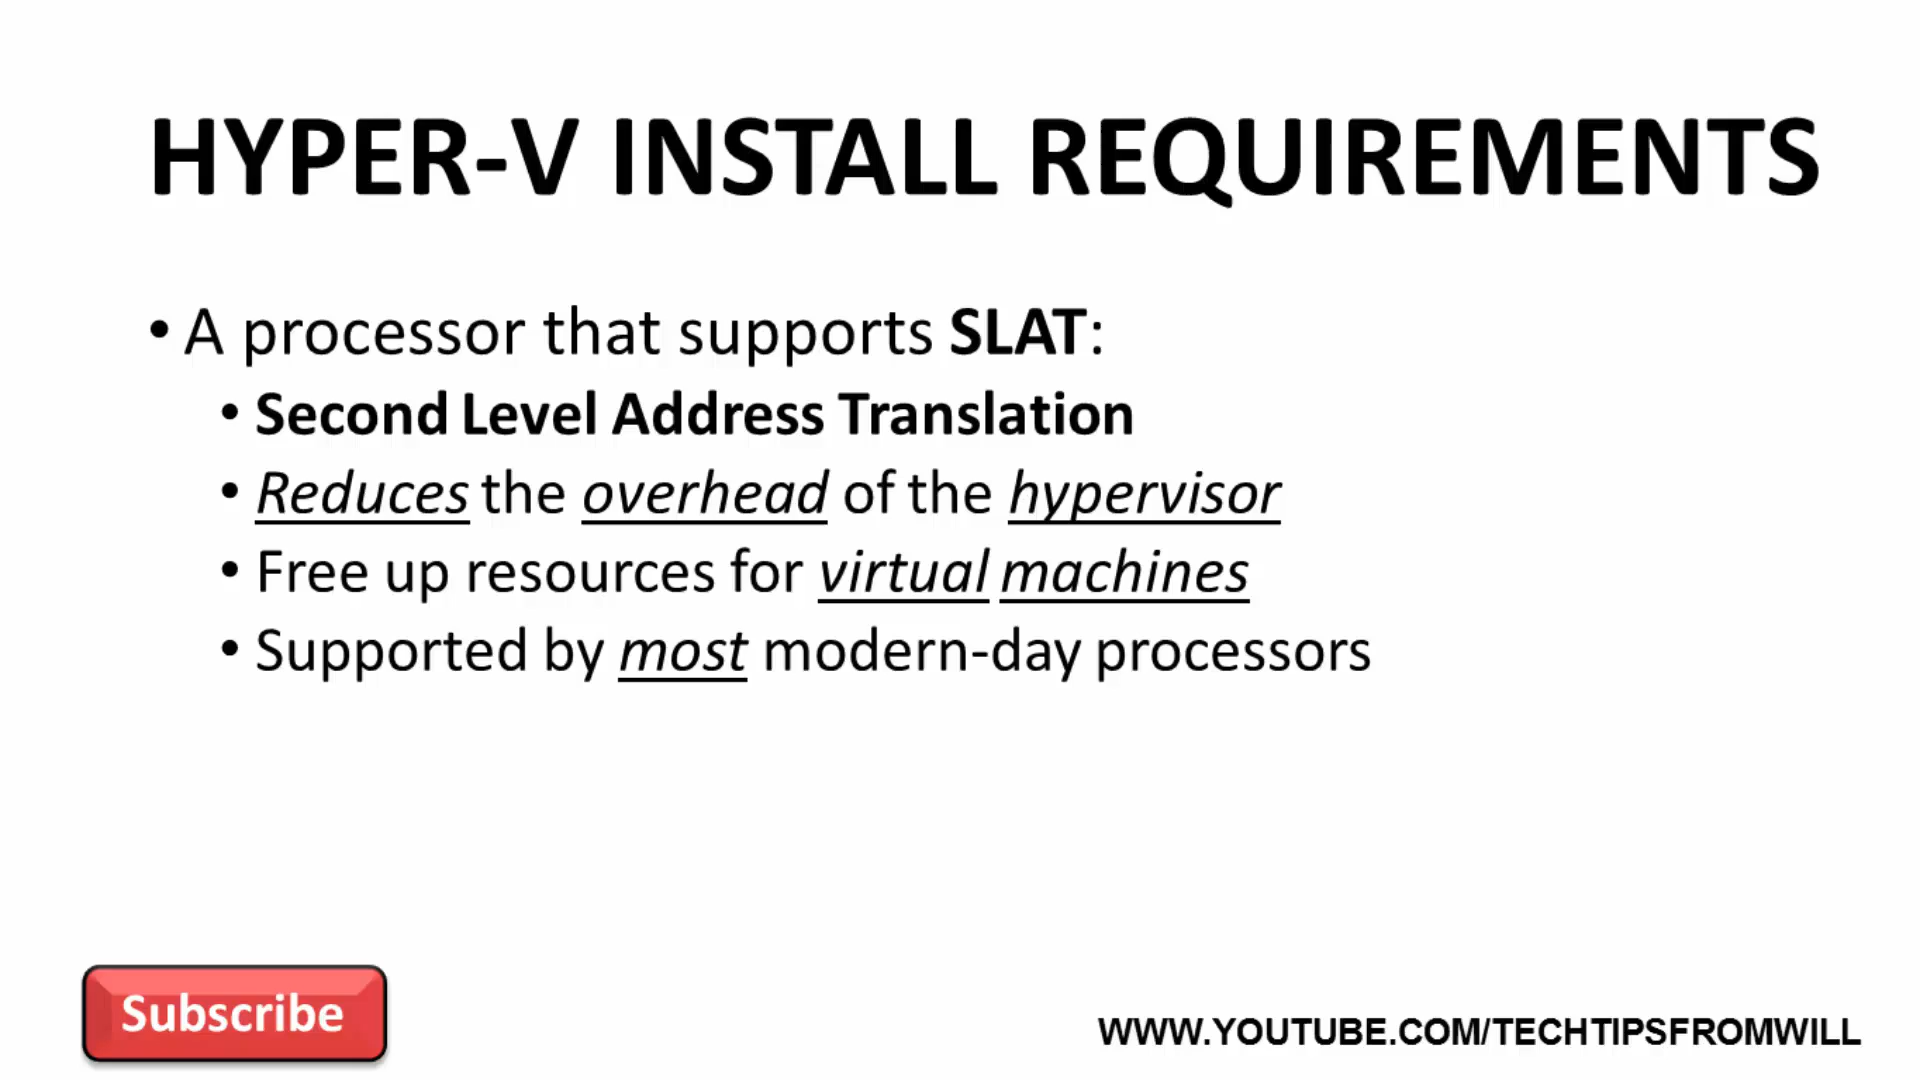 HYPER-V INSTALL REQUIREMENTS
• A processor that supports SLAT:
• Second Level Address Translation
• Reduces the overhead of the hypervisor
• Free up resources for virtual machines
• Supported by most modern-day processors
Subscribe
WWW.YOUTUBE.COM/TECHTIPSFROMWILL